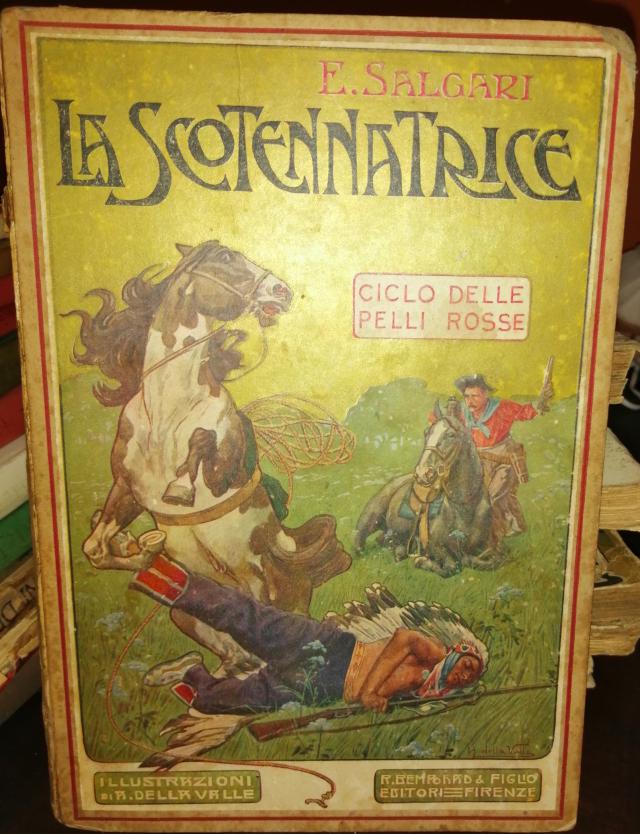 E. SALGARI
LA SCOTENNATRICE
CICLO DELLE
PELLI ROSSE
ILLUSTRAZIONI
DI A. DELLA VALLE
R. BEMPORAD & FIGLIO
EDITORI FIRENZE